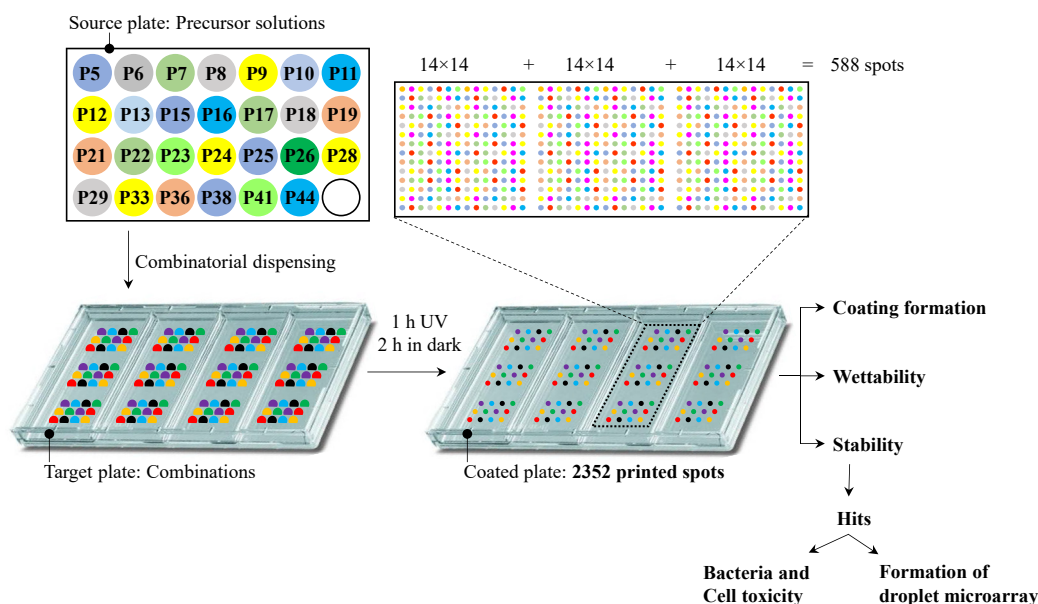 Source plate: Precursor solutions
P5 P6 P7 P8 P9 P10 P11
P12 P13 P15 P16 P17 P18 P19
P21 P22 P23 P24 P25 P26 P28
P29 P33 P36 P38 P41 P44
14×14 + 14×14 + 14×14 = 588 spots
Combinatorial dispensing
1 h UV
2 h in dark
Target plate: Combinations
Coated plate: 2352 printed spots
Coating formation
Wettability
Stability
Hits
Bacteria and
Cell toxicity
Formation of
droplet microarray